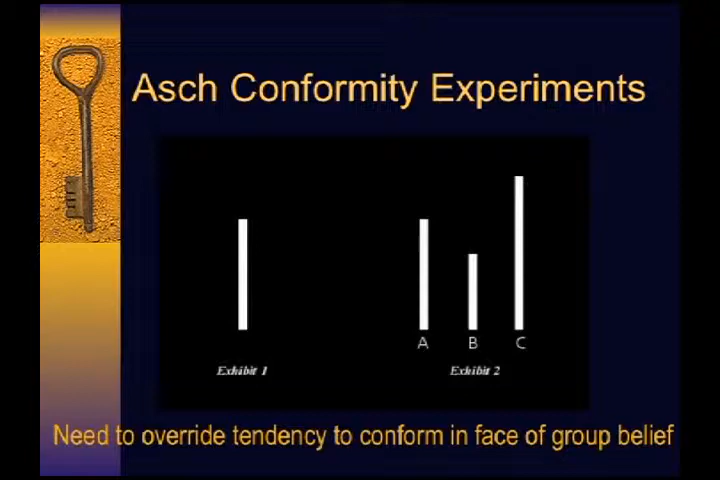 Asch Conformity Experiments
A B C
Exhibit 1 Exhibit 2
Need to override tendency to conform in face of group belief